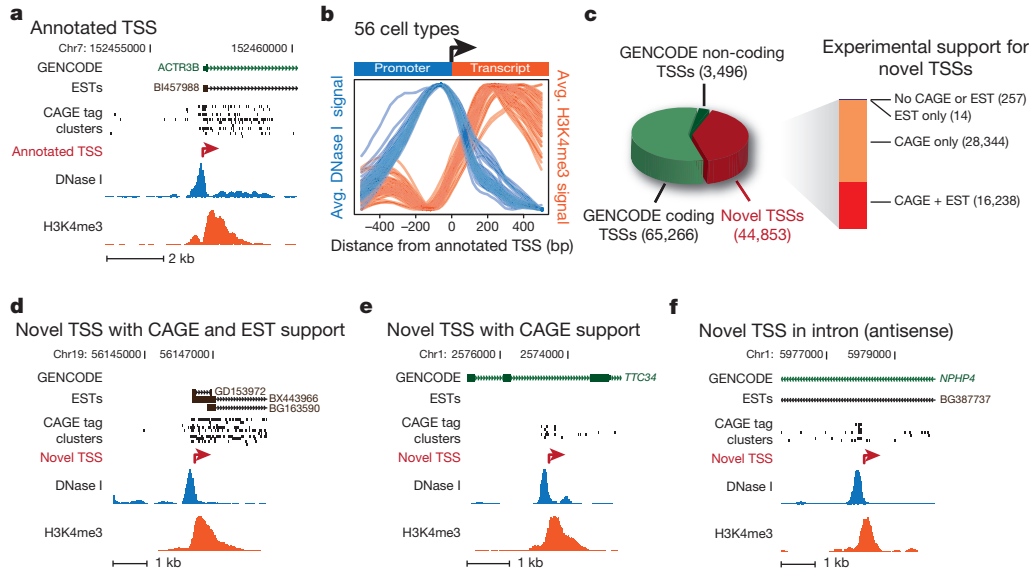 a
Annotated TSS
Chr7: 152455000
152460000
GENCODE
ACTR3B
ESTs
BI457988
CAGE tag
clusters
Annotated TSS
DNase I
H3K4me3
2 kb
b
56 cell types
Promoter
Transcript
Avg. DNase I signal
Avg. H3K4me3 signal
−400
−200
0
200
400
Distance from annotated TSS (bp)
c
GENCODE non-coding
TSSs (3,496)
GENCODE coding
TSSs (65,266)
Novel TSSs
(44,853)
Experimental support for
novel TSSs
No CAGE or EST (257)
EST only (14)
CAGE only (28,344)
CAGE + EST (16,238)
d
Novel TSS with CAGE and EST support
Chr19: 56145000
56147000
GENCODE
ESTs
GD153972
BX443966
BG163590
CAGE tag
clusters
Novel TSS
DNase I
H3K4me3
1 kb
e
Novel TSS with CAGE support
Chr1: 2576000
2574000
GENCODE
TTC34
ESTs
CAGE tag
clusters
Novel TSS
DNase I
H3K4me3
1 kb
f
Novel TSS in intron (antisense)
Chr1: 5977000
5979000
GENCODE
NPHP4
ESTs
BG387737
CAGE tag
clusters
Novel TSS
DNase I
H3K4me3
1 kb